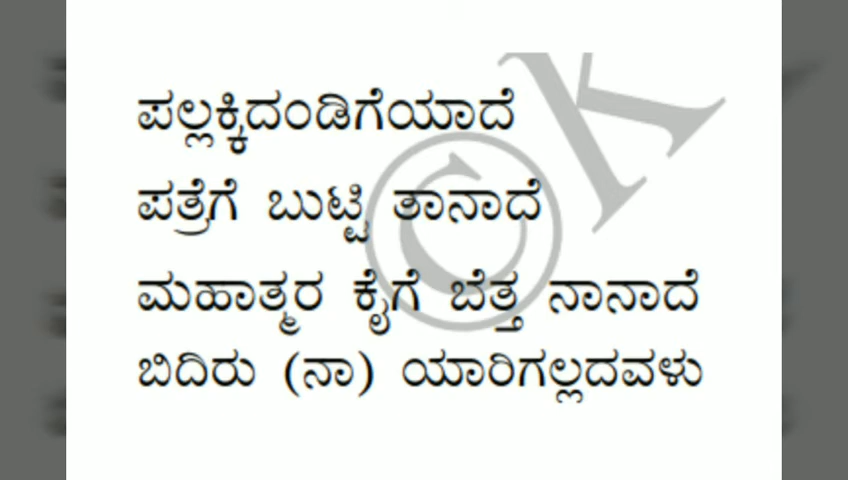 ಪಲ್ಲಕ್ಕಿದಂಡಿಗೆಯಾದೆ
ಪತ್ರೆಗೆ ಬುಟ್ಟಿ ತಾನಾದೆ
ಮಹಾತ್ಮರ ಕೈಗೆ ಬೆತ್ತ ನಾನಾದೆ
ಬಿದಿರು (ನಾ) ಯಾರಿಗಲ್ಲದವಳು